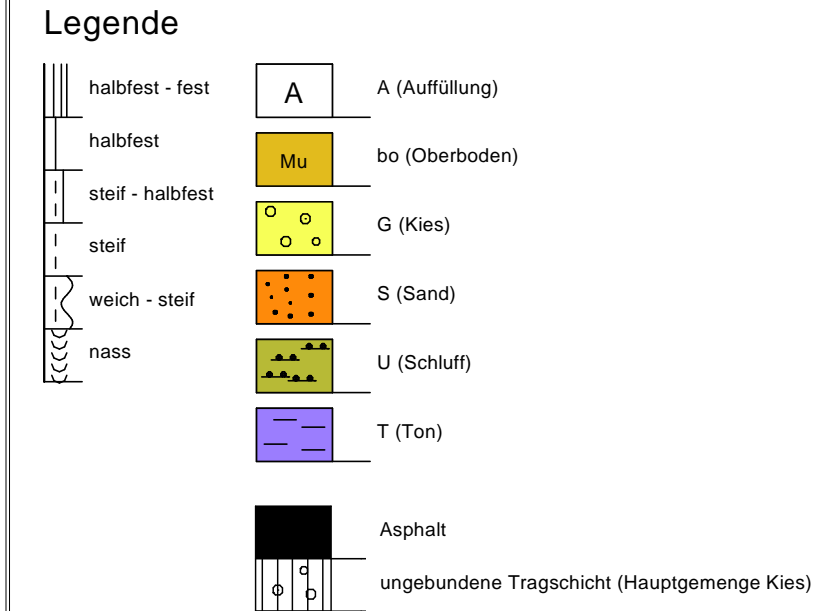 Legende
halbfest - fest
halbfest
steif - halbfest
steif
weich - steif
nass
A A (Auffüllung)
Mu bo (Oberboden)
G (Kies)
S (Sand)
U (Schluff)
T (Ton)
Asphalt
ungebundene Tragschicht (Hauptgemenge Kies)